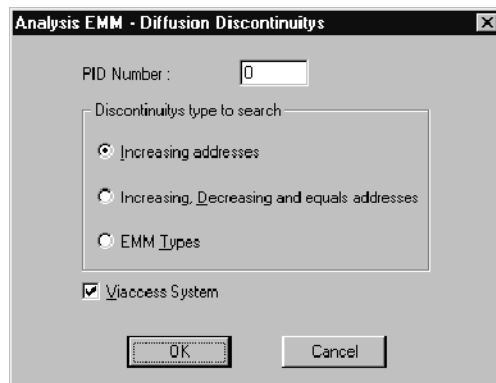 Analysis EMM - Diffusion Discontinuitys
PID Number :
0
Discontinuitys type to search
Increasing addresses
Increasing, Decreasing and equals addresses
EMM Types
Viaccess System
OK
Cancel